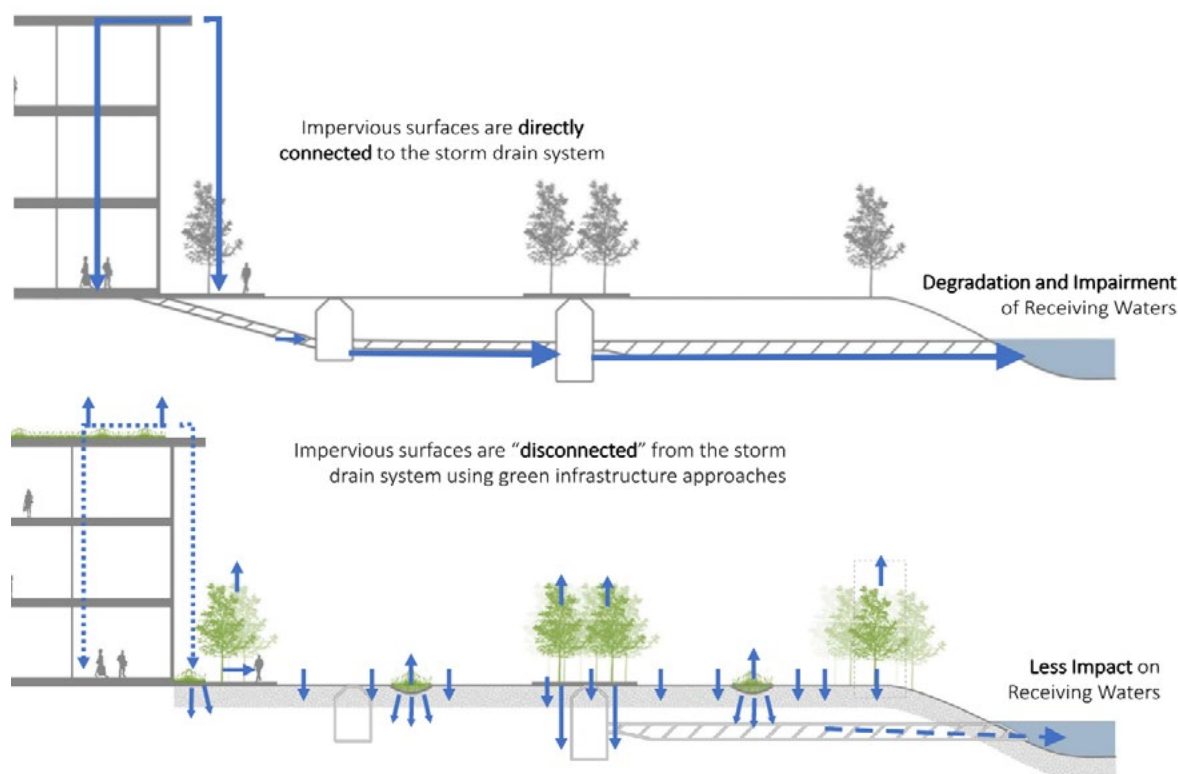 Impervious surfaces are directly
connected to the storm drain system
Degradation and Impairment
of Receiving Waters
Impervious surfaces are “disconnected” from the storm
drain system using green infrastructure approaches
Less Impact on
Receiving Waters